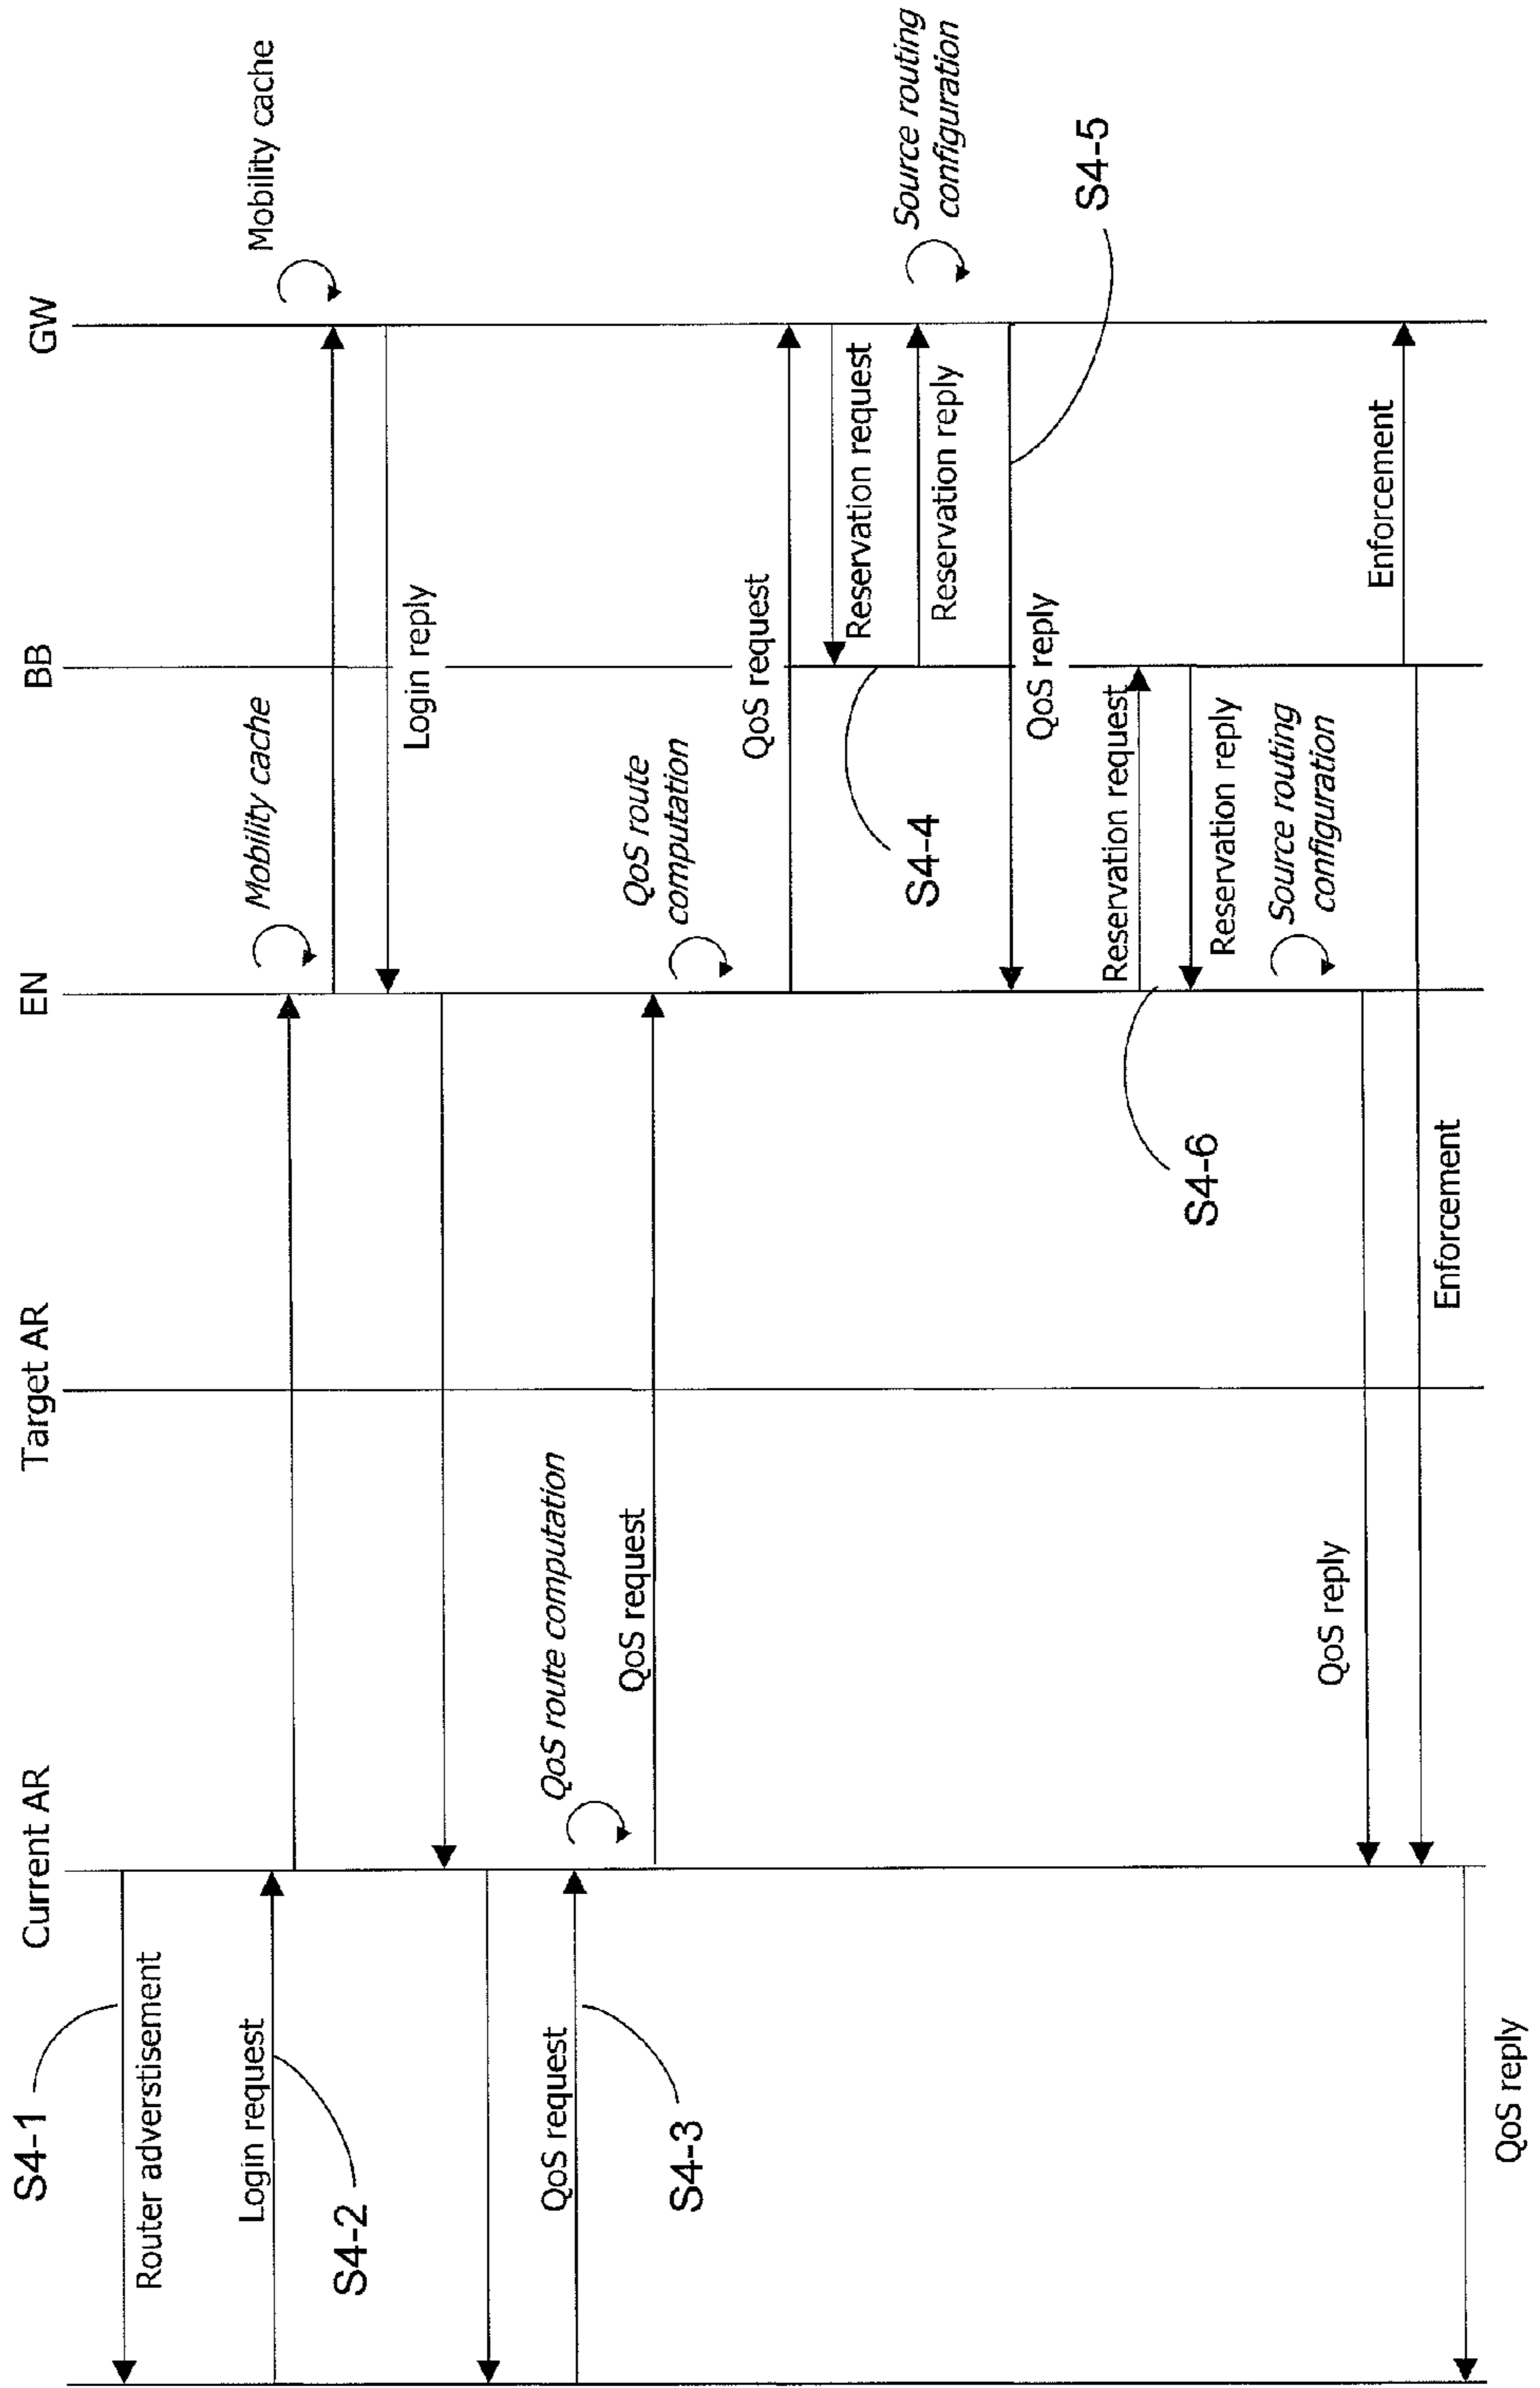 Current AR
Target AR
EN
BB
GW
S4-1
Router adverstisement
Login request
S4-2
Mobility cache
Mobility cache
Login reply
QoS request
S4-3
QoS route computation
QoS request
QoS route
computation
QoS request
Reservation request
S4-4
Reservation reply
Source routing
configuration
QoS reply
S4-5
Reservation request
S4-6
Reservation reply
Source routing
configuration
QoS reply
Enforcement
Enforcement
QoS reply